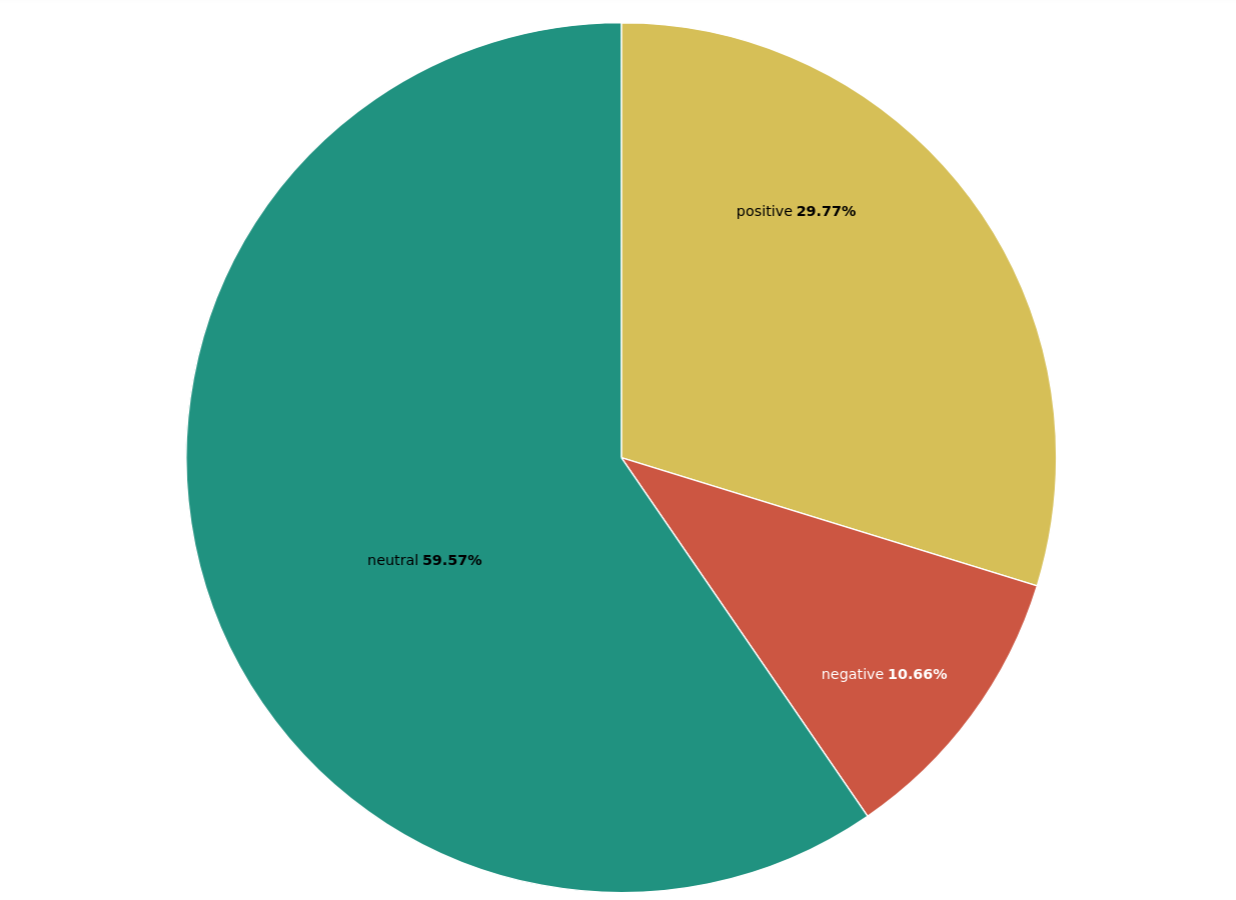 positive 29.77%
neutral 59.57%
negative 10.66%